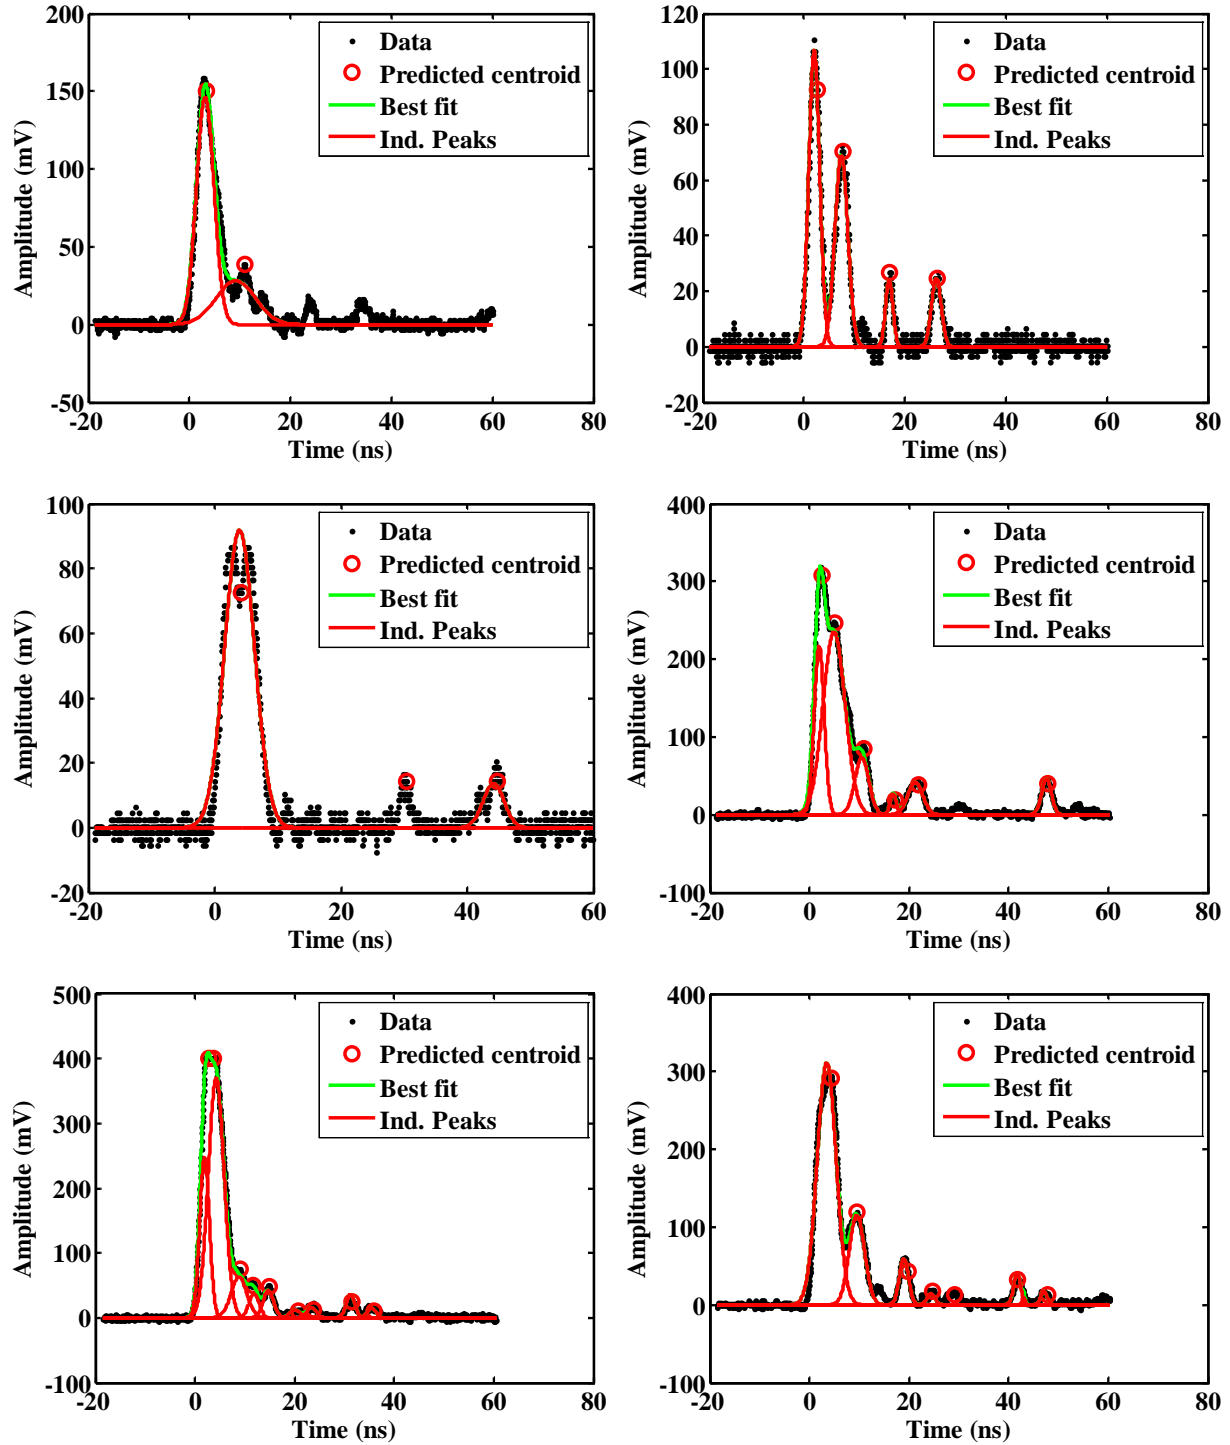 200
150
100
50
0
-50
-20 0 20 40 60 80
Time (ns)
Amplitude (mV)
Data
Predicted centroid
Best fit
Ind. Peaks
120
100
80
60
40
20
0
-20
-20 0 20 40 60 80
Time (ns)
Amplitude (mV)
Data
Predicted centroid
Best fit
Ind. Peaks
100
80
60
40
20
0
-20
-20 0 20 40 60
Time (ns)
Amplitude (mV)
Data
Predicted centroid
Best fit
Ind. Peaks
400
300
200
100
0
-100
-20 0 20 40 60 80
Time (ns)
Amplitude (mV)
Data
Predicted centroid
Best fit
Ind. Peaks
500
400
300
200
100
0
-100
-20 0 20 40 60 80
Time (ns)
Amplitude (mV)
Data
Predicted centroid
Best fit
Ind. Peaks
400
300
200
100
0
-100
-20 0 20 40 60 80
Time (ns)
Amplitude (mV)
Data
Predicted centroid
Best fit
Ind. Peaks